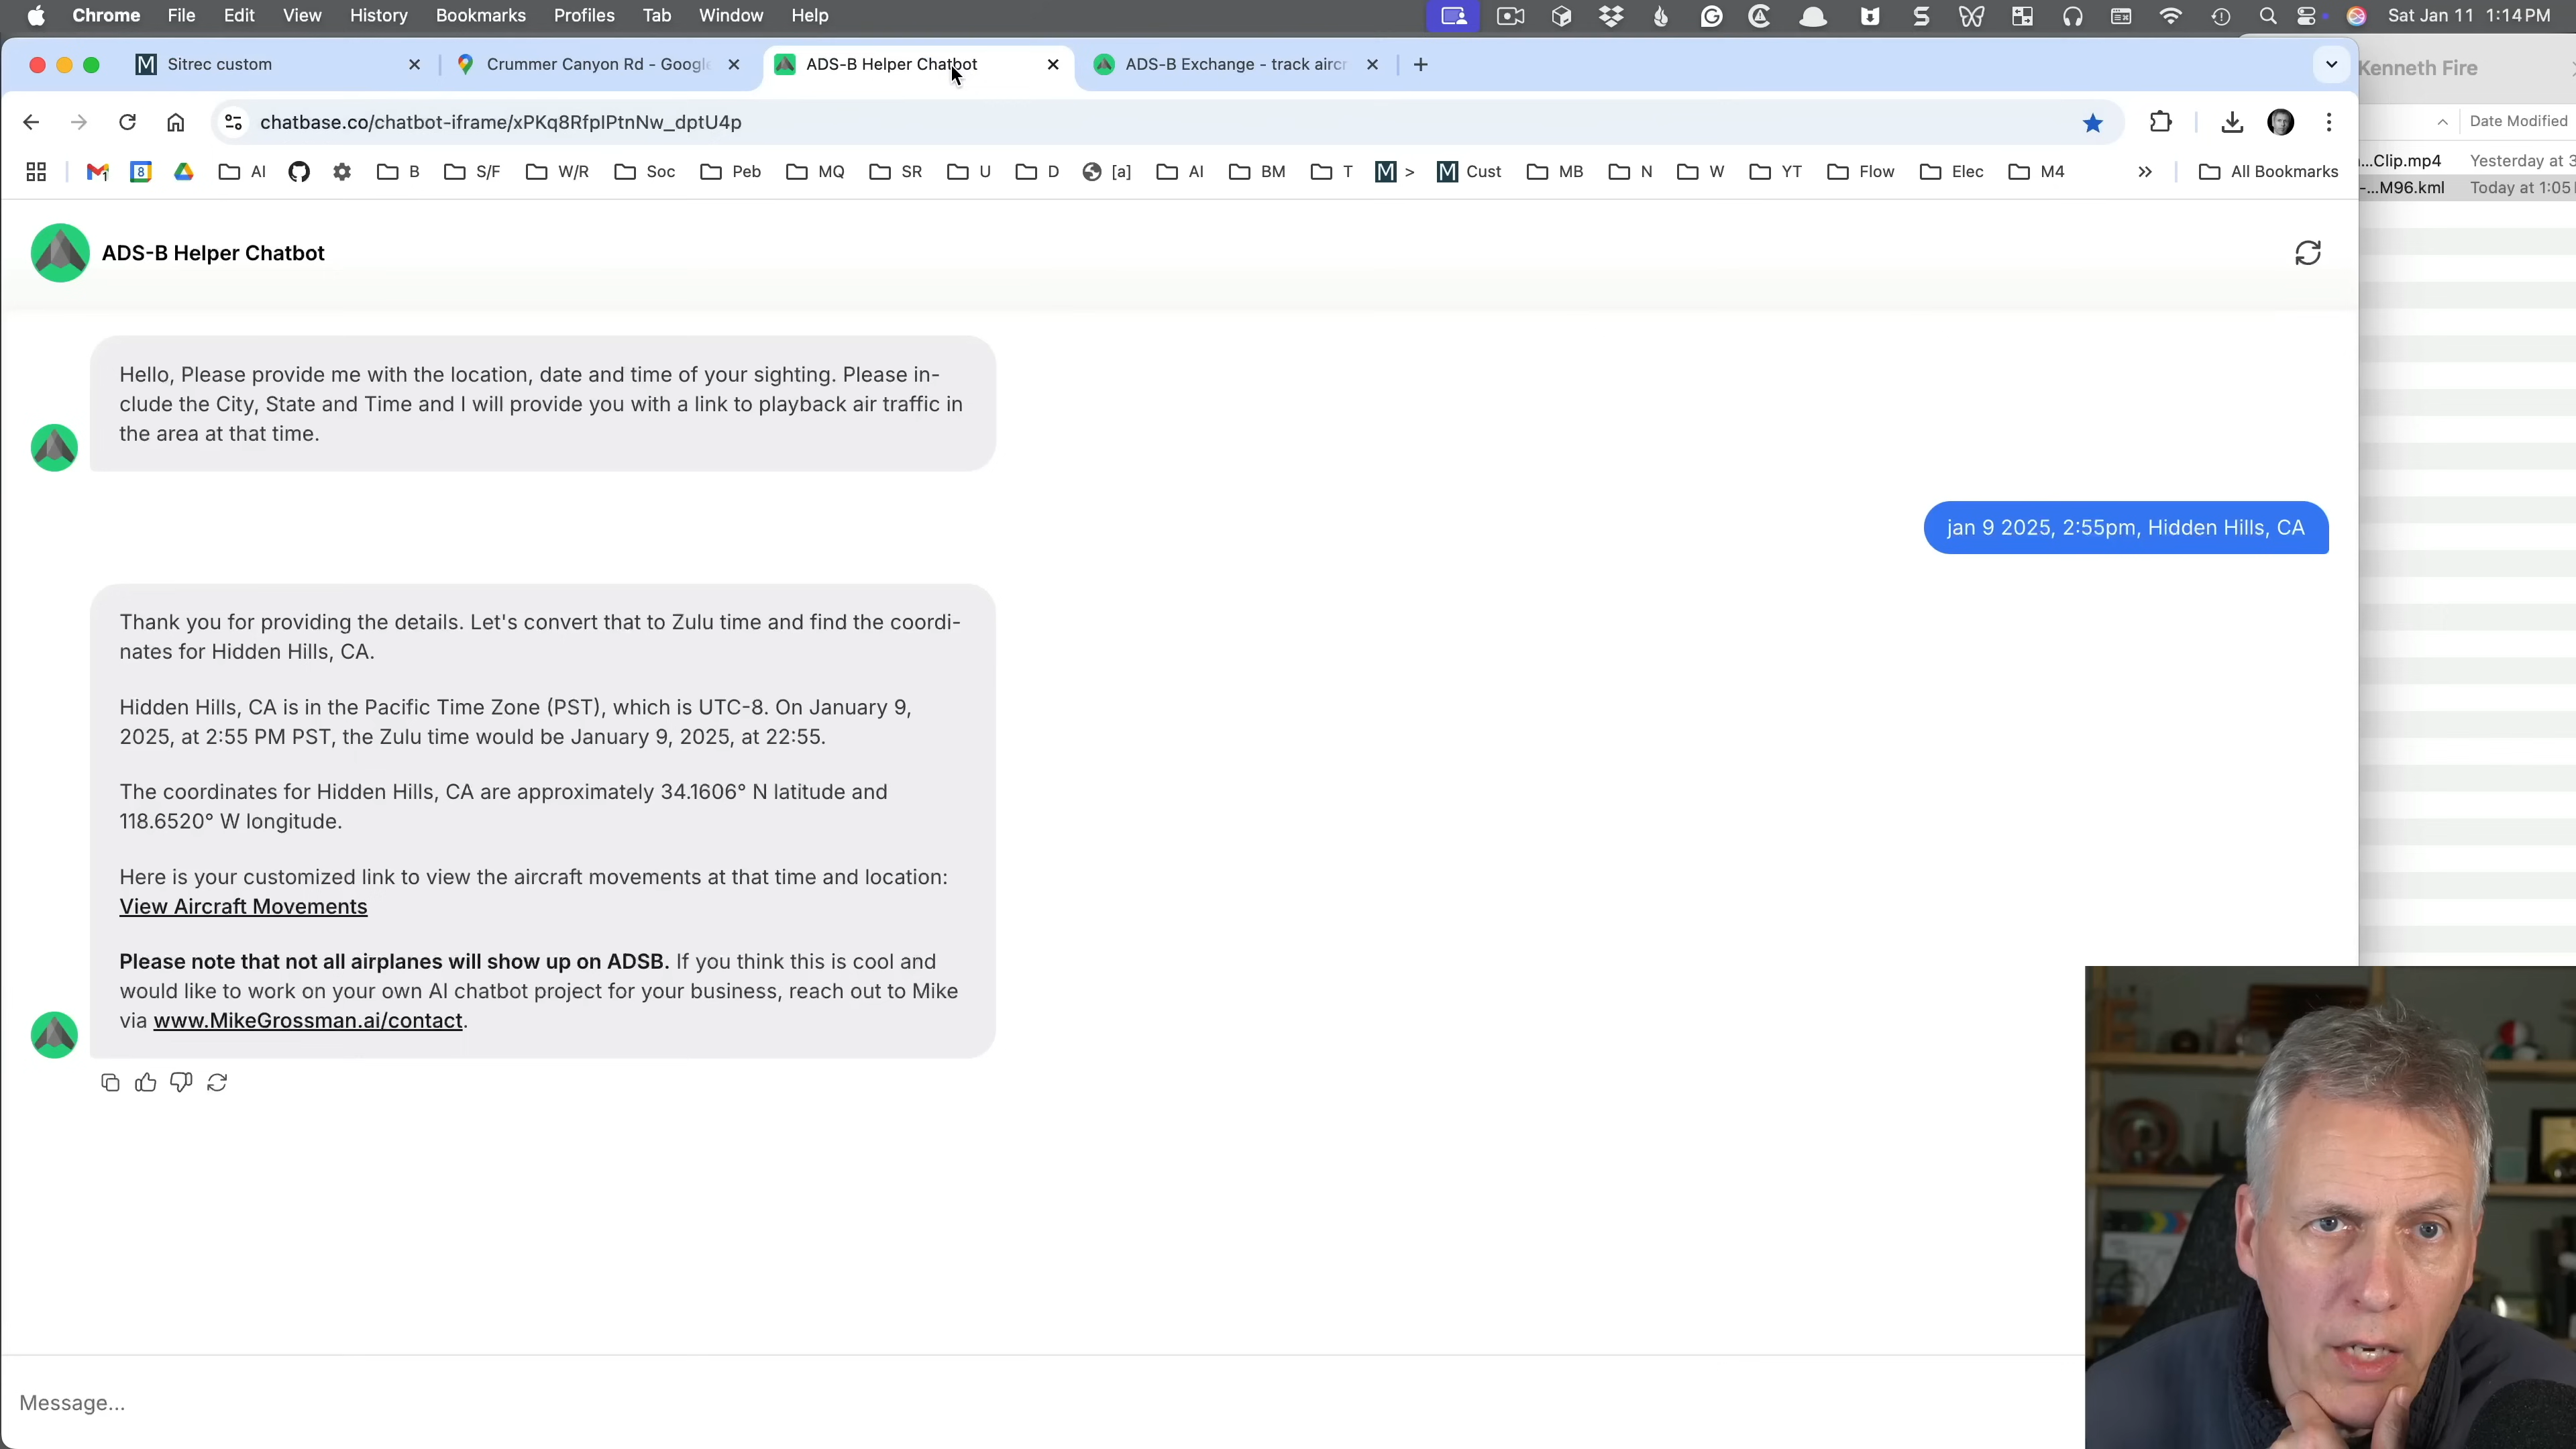 Chrome File Edit View History Bookmarks Profiles Tab Window Help
Sat Jan 11 1:14 PM
Sitrec custom
Crummer Canyon Rd - Googl
ADS-B Helper Chatbot
ADS-B Exchange - track aircr
Kenneth Fire
chatbase.co/chatbot-iframe/xPKq8RfpIPtnNw_dptU4p
Date Modified
AI B S/F W/R Soc Peb MQ SR U D [a] AI BM T > Cust MB N W YT Flow Elec M4 » All Bookmarks
...Clip.mp4 Yesterday at 3
-...M96.kml Today at 1:05
ADS-B Helper Chatbot
Hello, Please provide me with the location, date and time of your sighting. Please in-
clude the City, State and Time and I will provide you with a link to playback air traffic in
the area at that time.
jan 9 2025, 2:55pm, Hidden Hills, CA
Thank you for providing the details. Let's convert that to Zulu time and find the coordi-
nates for Hidden Hills, CA.
Hidden Hills, CA is in the Pacific Time Zone (PST), which is UTC-8. On January 9,
2025, at 2:55 PM PST, the Zulu time would be January 9, 2025, at 22:55.
The coordinates for Hidden Hills, CA are approximately 34.1606° N latitude and
118.6520° W longitude.
Here is your customized link to view the aircraft movements at that time and location:
View Aircraft Movements
Please note that not all airplanes will show up on ADSB. If you think this is cool and
would like to work on your own AI chatbot project for your business, reach out to Mike
via www.MikeGrossman.ai/contact.
Message...